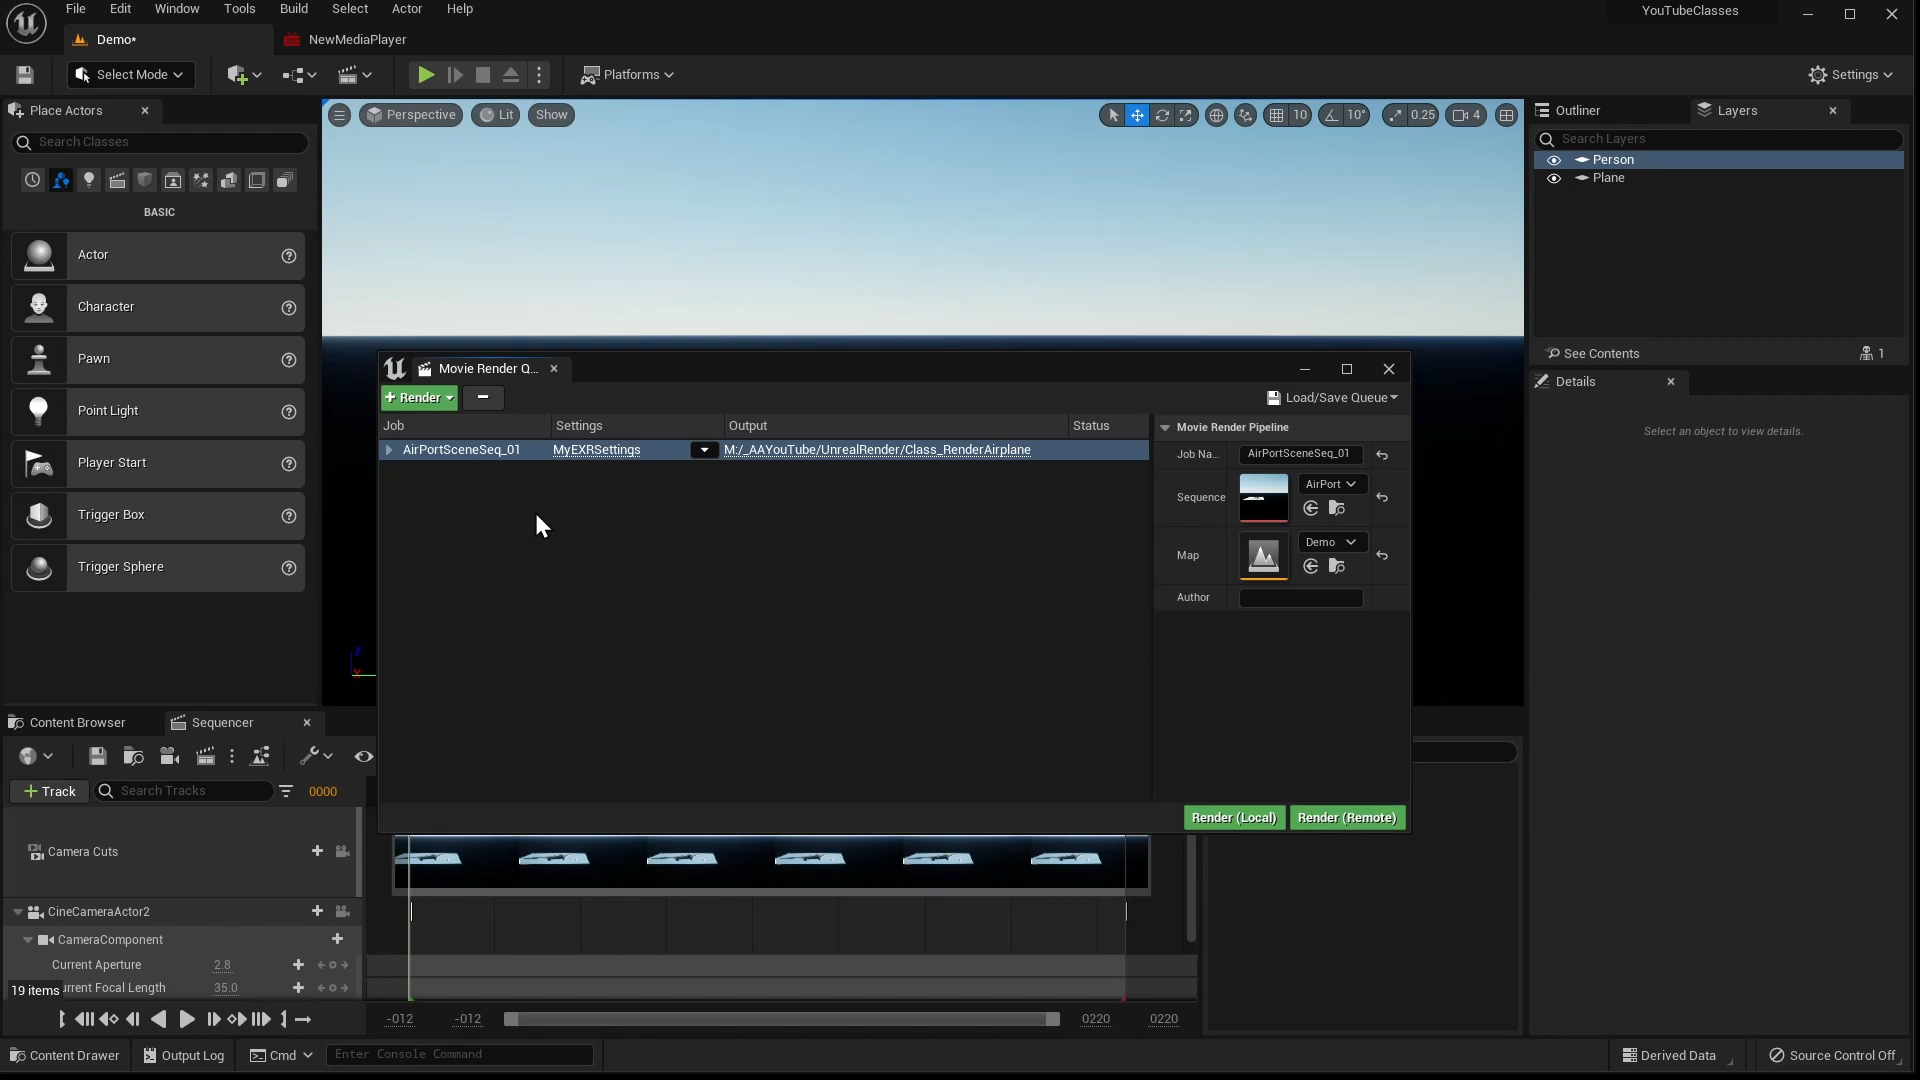 File Edit Window Tools Build Select Actor Help
YouTubeClasses
Demo*
NewMediaPlayer
Select Mode
Platforms
Settings
Place Actors
Search Classes
BASIC
Actor
Character
Pawn
Point Light
Player Start
Trigger Box
Trigger Sphere
Perspective
Lit
Show
10
10°
0.25
4
Outliner
Layers
Search Layers
Person
Plane
See Contents
1
Details
Select an object to view details.
Movie Render Q...
+ Render
Load/Save Queue
Job Settings Output Status
AirPortSceneSeq_01 MyEXRSettings M:/_AAYouTube/UnrealRender/Class_RenderAirplane
Movie Render Pipeline
Job Na... AirPortSceneSeq_01
Sequence AirPort
Map Demo
Author
Render (Local) Render (Remote)
Content Browser
Sequencer
+ Track
Search Tracks
0000
Camera Cuts
CineCameraActor2
CameraComponent
Current Aperture 2.8
19 items
urrent Focal Length 35.0
-012 -012 0220 0220
Content Drawer
Output Log
Cmd
Enter Console Command
Derived Data
Source Control Off